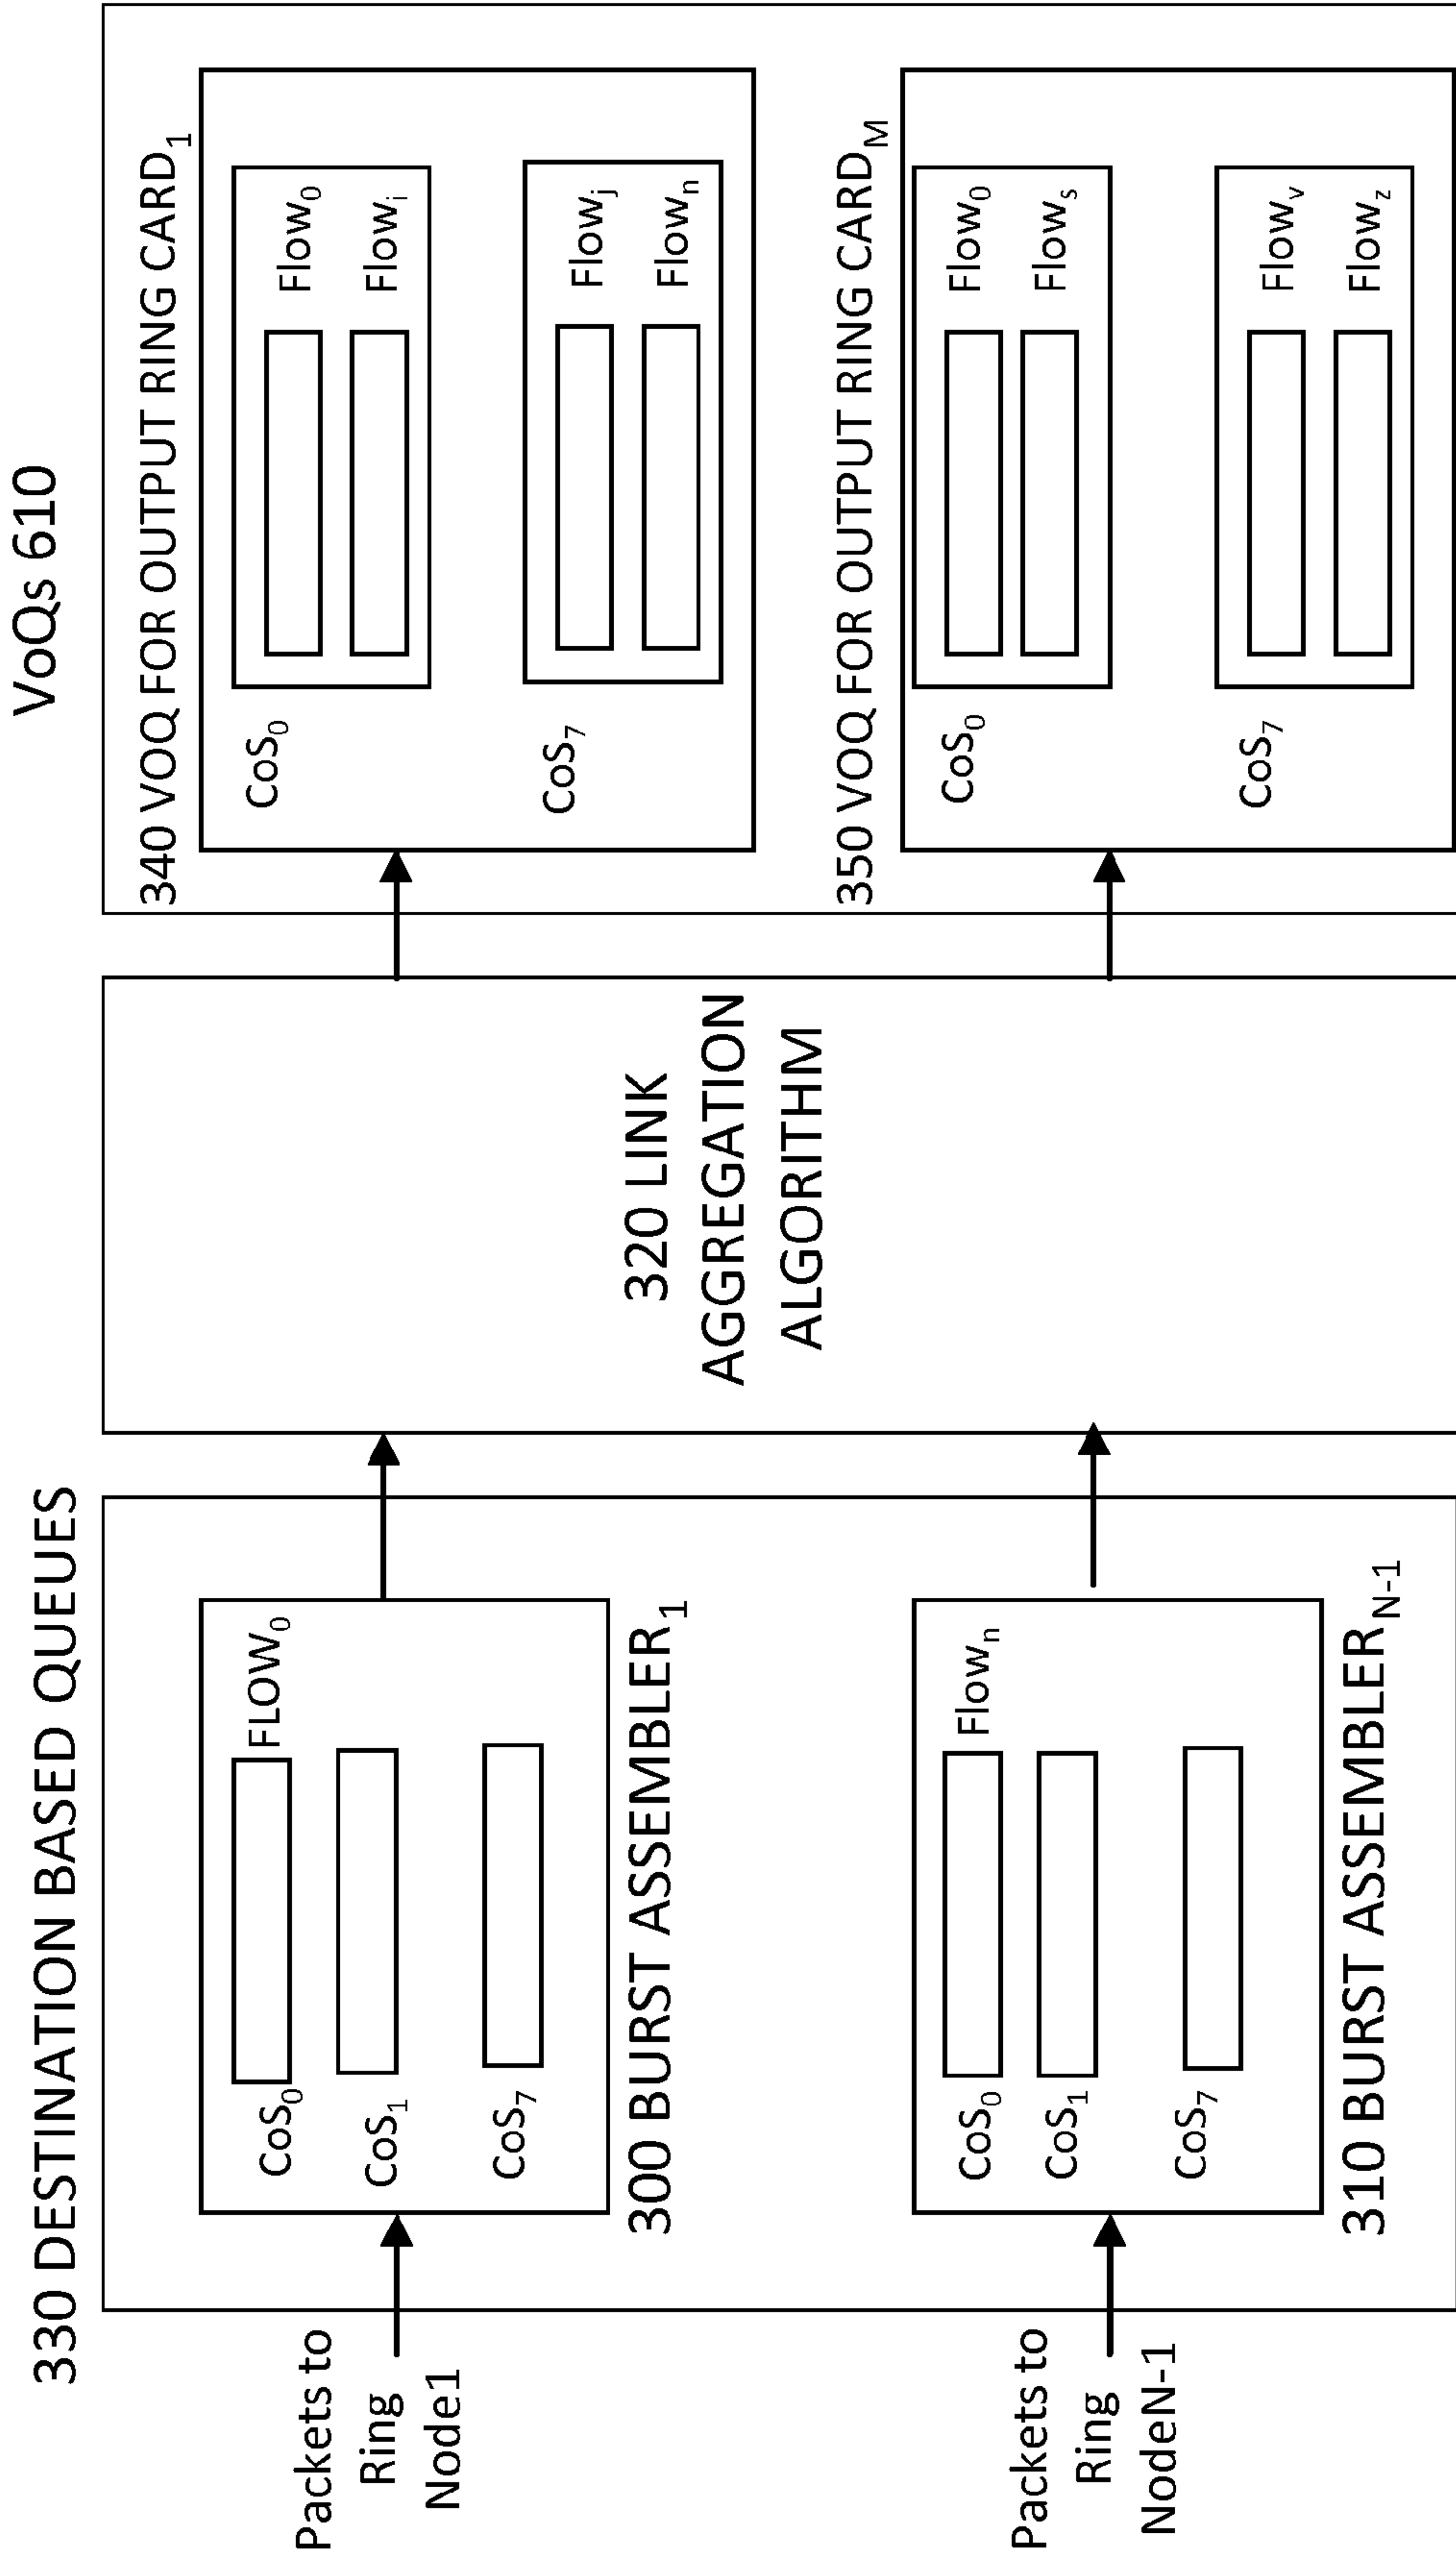 330 DESTINATION BASED QUEUES
Packets to
Ring
Node1
CoS0
FLOW0
CoS1
CoS7
300 BURST ASSEMBLER1
Packets to
Ring
NodeN-1
CoS0
Flown
CoS1
CoS7
310 BURST ASSEMBLERN-1
320 LINK
AGGREGATION
ALGORITHM
VoQs 610
340 VOQ FOR OUTPUT RING CARD1
CoS0
Flow0
Flowi
CoS7
Flowj
Flown
350 VOQ FOR OUTPUT RING CARDM
CoS0
Flow0
Flows
CoS7
Flowv
Flowz